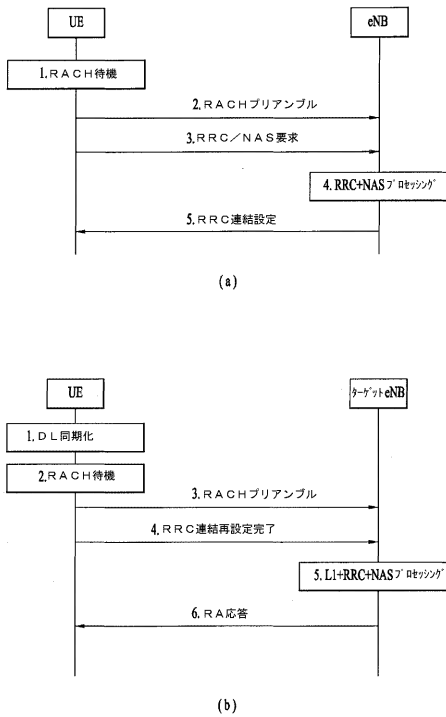 UE
eNB
1.RACH待機
2.RACHプリアンブル
3.RRC/NAS要求
4.RRC+NASプロセッシング
5.RRC連結設定
(a)
UE
ターゲットeNB
1.DL同期化
2.RACH待機
3.RACHプリアンブル
4.RRC連結再設定完了
5.L1+RRC+NASプロセッシング
6.RA応答
(b)